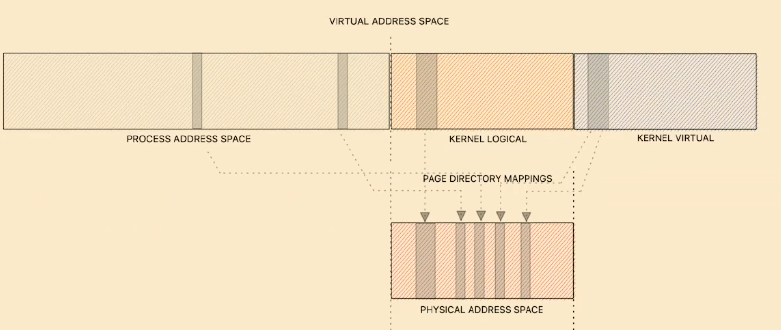 VIRTUAL ADDRESS SPACE
PROCESS ADDRESS SPACE
KERNEL LOGICAL
KERNEL VIRTUAL
PAGE DIRECTORY MAPPINGS
PHYSICAL ADDRESS SPACE